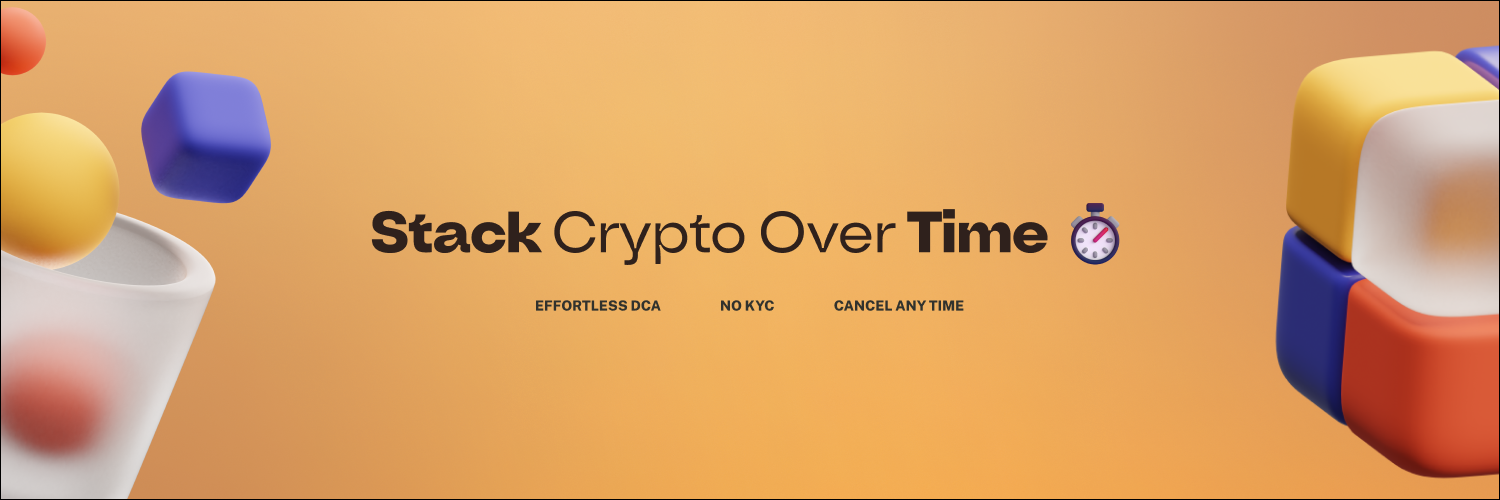 Stack Crypto Over Time
EFFORTLESS DCA NO KYC CANCEL ANY TIME